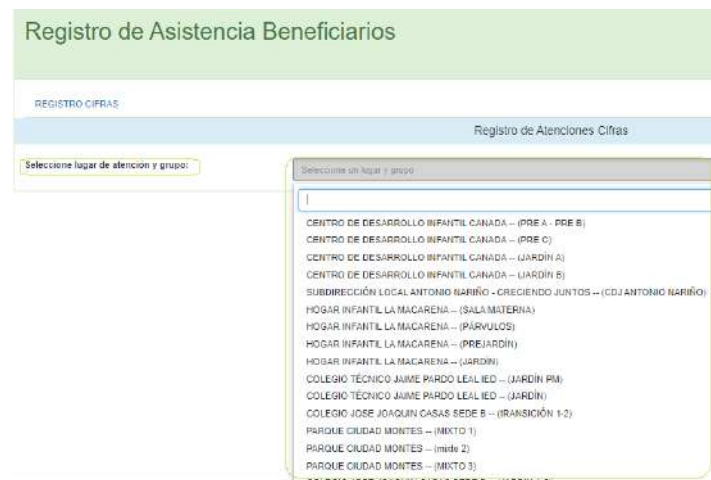 Registro de Asistencia Beneficiarios
REGISTRO CIFRAS
Registro de Atenciones Cifras
Seleccione lugar de atención y grupo:
Seleccione un lugar y grupo
CENTRO DE DESARROLLO INFANTIL CANADA -- (PRE A - PRE B)
CENTRO DE DESARROLLO INFANTIL CANADA -- (PRE C)
CENTRO DE DESARROLLO INFANTIL CANADA -- (JARDÍN A)
CENTRO DE DESARROLLO INFANTIL CANADA -- (JARDÍN B)
SUBDIRECCIÓN LOCAL ANTONIO NARIÑO - CRECIENDO JUNTOS -- (CDJ ANTONIO NARIÑO)
HOGAR INFANTIL LA MACARENA -- (SALA MATERNA)
HOGAR INFANTIL LA MACARENA -- (PÁRVULOS)
HOGAR INFANTIL LA MACARENA -- (PREJARDÍN)
HOGAR INFANTIL LA MACARENA -- (JARDÍN)
COLEGIO TÉCNICO JAIME PARDO LEAL IED -- (JARDÍN PM)
COLEGIO TÉCNICO JAIME PARDO LEAL IED -- (JARDÍN)
COLEGIO JOSE JOAQUIN CASAS SEDE B -- (TRANSICIÓN 1-2)
PARQUE CIUDAD MONTES -- (MIXTO 1)
PARQUE CIUDAD MONTES -- (mixto 2)
PARQUE CIUDAD MONTES -- (MIXTO 3)